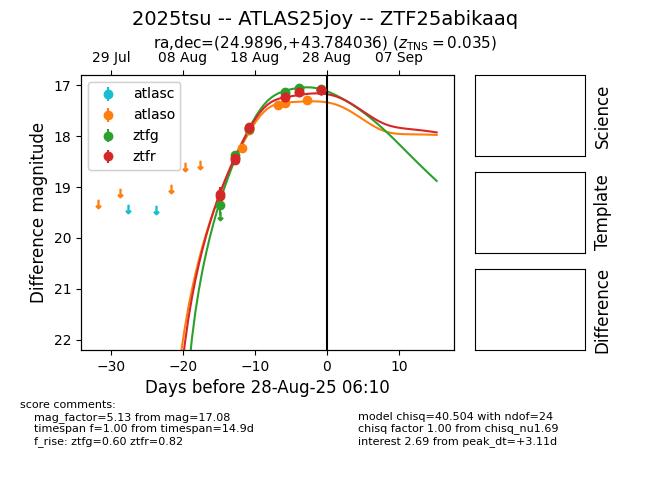 2025tsu -- ATLAS25joy -- ZTF25abikaaq
ra,dec=(24.9896,+43.784036) (zTNS = 0.035)
29 Jul 08 Aug 18 Aug 28 Aug 07 Sep
17
18
19
20
21
22
Difference magnitude
atlasc
atlaso
ztfg
ztfr
−30 −20 −10 0 10
Days before 28-Aug-25 06:10
Science
Template
Difference
score comments:
mag_factor=5.13 from mag=17.08
timespan f=1.00 from timespan=14.9d
f_rise: ztfg=0.60 ztfr=0.82
model chisq=40.504 with ndof=24
chisq factor 1.00 from chisq_nu1.69
interest 2.69 from peak_dt=+3.11d